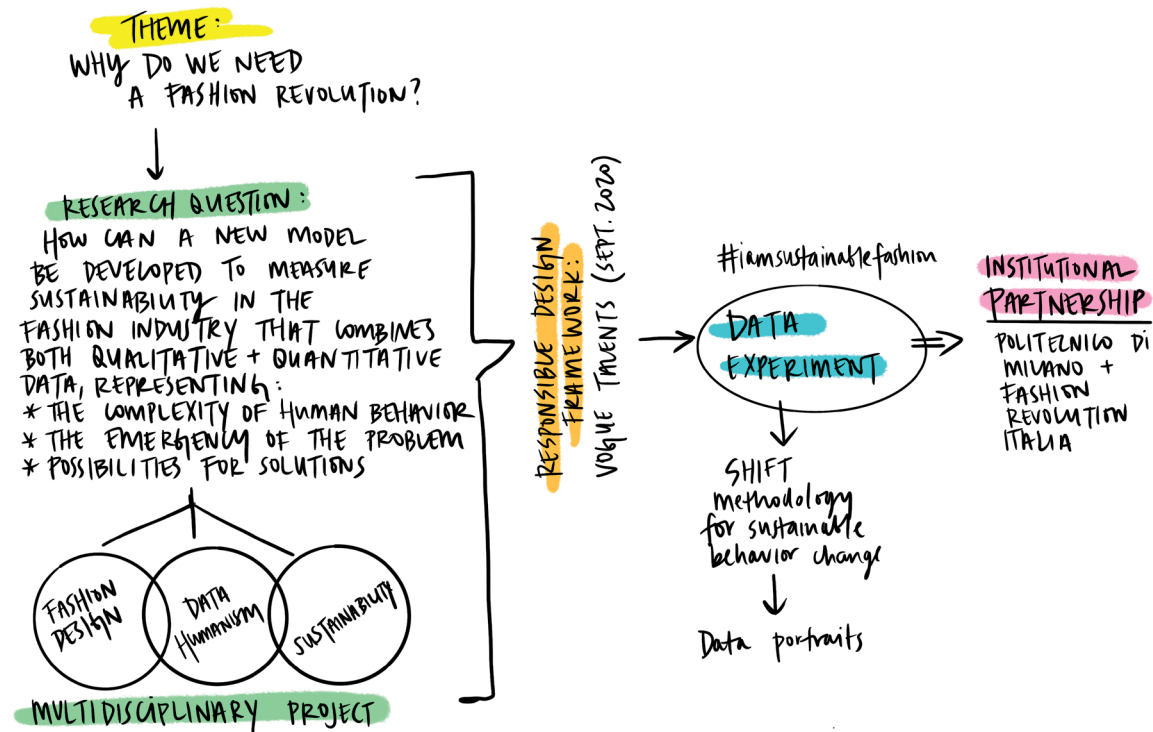 THEME:
WHY DO WE NEED
A FASHION REVOLUTION?
RESEARCH QUESTION:
HOW CAN A NEW MODEL
BE DEVELOPED TO MEASURE
SUSTAINABILITY IN THE
FASHION INDUSTRY THAT COMBINES
BOTH QUALITATIVE + QUANTITATIVE
DATA, REPRESENTING:
* THE COMPLEXITY OF HUMAN BEHAVIOR
* THE EMERGENCY OF THE PROBLEM
* POSSIBILITIES FOR SOLUTIONS
FASHION
DESIGN
DATA
HUMANISM
SUSTAINABILITY
MULTIDISCIPLINARY PROJECT
RESPONSIBLE DESIGN
FRAMEWORK:
VOGUE TALENTS (SEPT. 2020)
#iamsustainablefashion
DATA
EXPERIMENT
SHIFT
methodology
for sustainable
behavior change
Data portraits
INSTITUTIONAL
PARTNERSHIP
POLITECNICO DI
MILANO +
FASHION
REVOLUTION
ITALIA